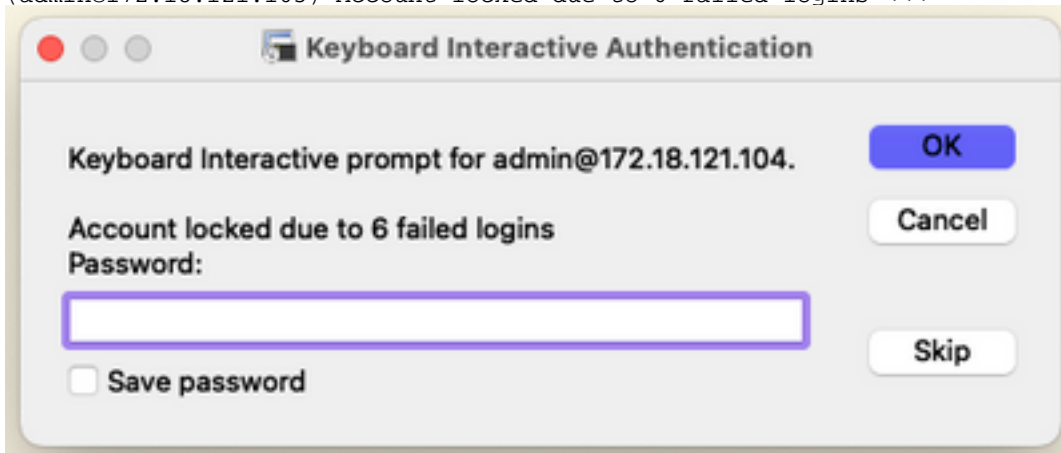 Keyboard Interactive Authentication
Keyboard Interactive prompt for admin@172.18.121.104.
OK
Account locked due to 6 failed logins
Cancel
Password:
Skip
Save password